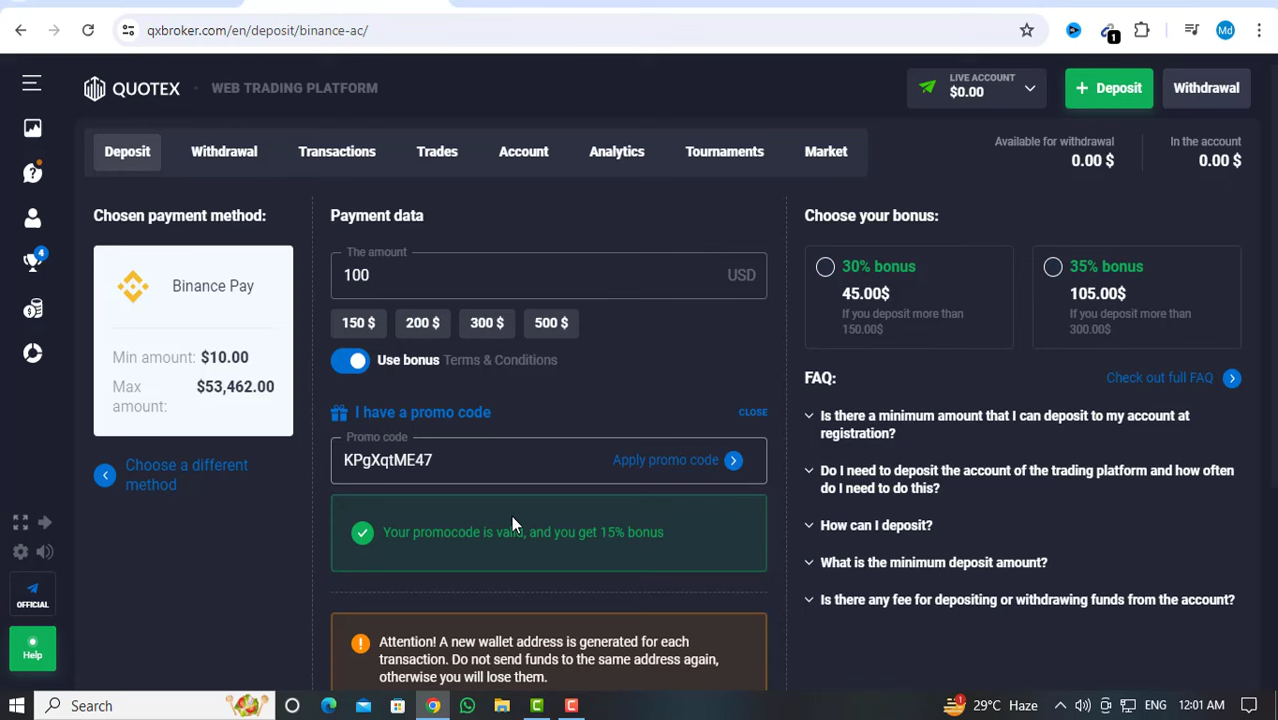 qxbroker.com/en/deposit/binance-ac/
1
Md
QUOTEX
WEB TRADING PLATFORM
LIVE ACCOUNT
$0.00
+ Deposit
Withdrawal
Deposit
Withdrawal
Transactions
Trades
Account
Analytics
Tournaments
Market
Available for withdrawal
0.00 $
In the account
0.00 $
Chosen payment method:
Binance Pay
Min amount: $10.00
Max amount: $53,462.00
Choose a different
method
Payment data
The amount
100
USD
150 $
200 $
300 $
500 $
Use bonus Terms & Conditions
I have a promo code
CLOSE
Promo code
KPgXqtME47
Apply promo code
Your promocode is valid, and you get 15% bonus
Attention! A new wallet address is generated for each
transaction. Do not send funds to the same address again,
otherwise you will lose them.
Choose your bonus:
30% bonus
45.00$
If you deposit more than
150.00$
35% bonus
105.00$
If you deposit more than
300.00$
FAQ:
Check out full FAQ
Is there a minimum amount that I can deposit to my account at
registration?
Do I need to deposit the account of the trading platform and how often
do I need to do this?
How can I deposit?
What is the minimum deposit amount?
Is there any fee for depositing or withdrawing funds from the account?
4
OFFICIAL
Help
Search
29°C Haze
ENG
12:01 AM